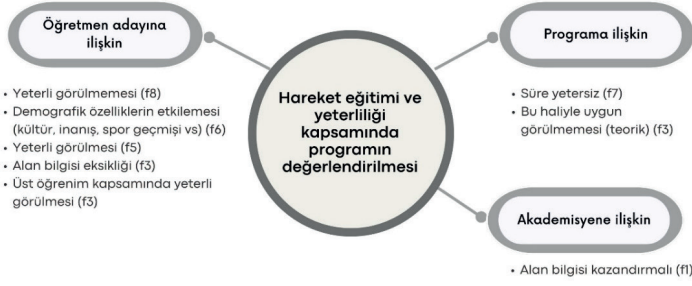 Öğretmen adayına
ilişkin
• Yeterli görülmemesi (f8)
• Demografik özelliklerin etkilemesi
(kültür, inanış, spor geçmişi vs) (f6)
• Yeterli görülmesi (f5)
• Alan bilgisi eksikliği (f3)
• Üst öğrenim kapsamında yeterli
görülmesi (f3)
Hareket eğitimi ve
yeterliliği
kapsamında
programın
değerlendirilmesi
Programa ilişkin
• Süre yetersiz (f7)
• Bu haliyle uygun
görülmemesi (teorik) (f3)
Akademisyene ilişkin
• Alan bilgisi kazandırmalı (f1)